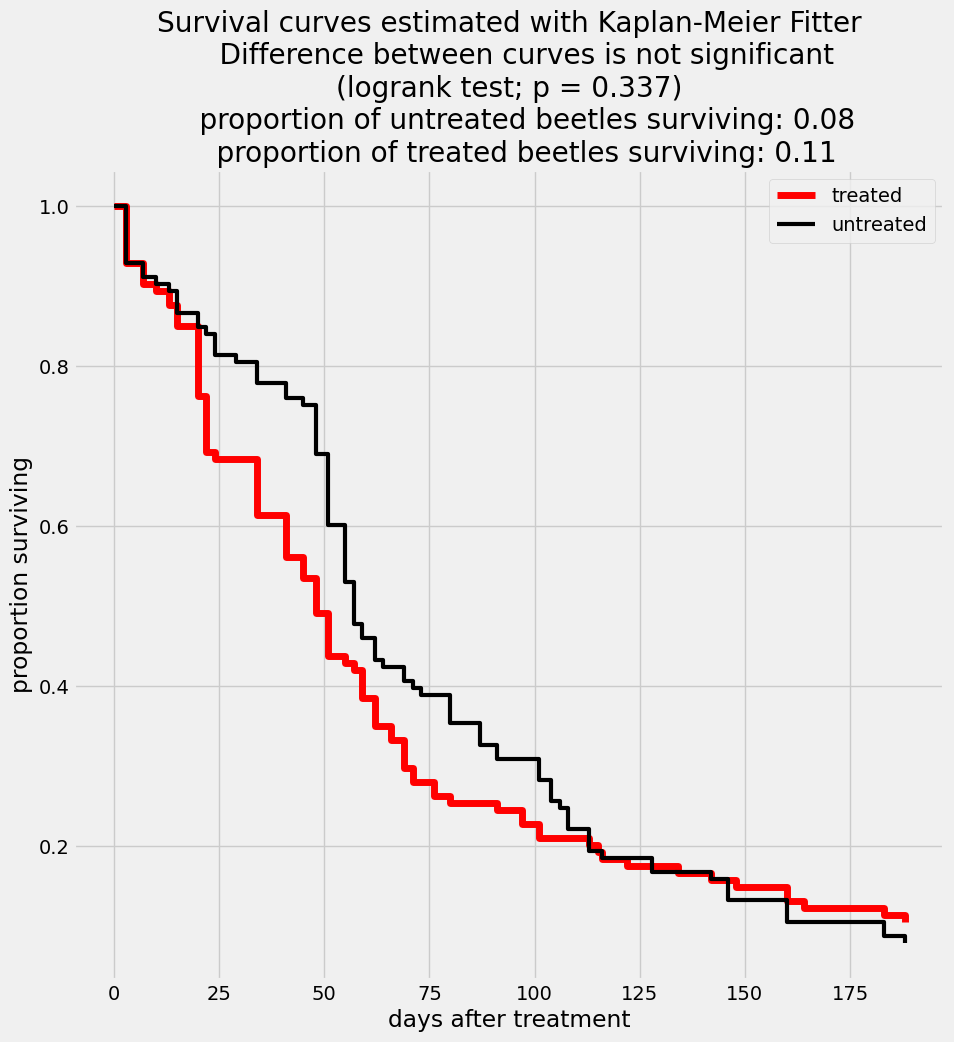 Survival curves estimated with Kaplan-Meier Fitter
Difference between curves is not significant
(logrank test; p = 0.337)
proportion of untreated beetles surviving: 0.08
proportion of treated beetles surviving: 0.11
treated
untreated
1.0
0.8
0.6
0.4
0.2
proportion surviving
0
25
50
75
100
125
150
175
days after treatment